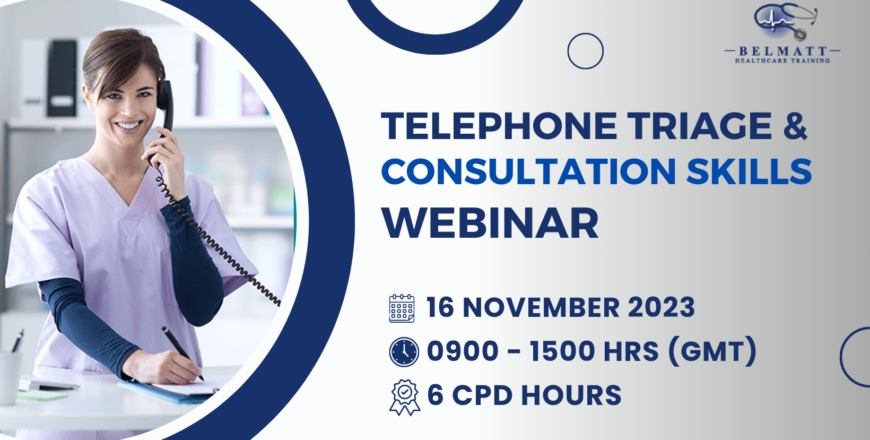 BELMATT
HEALTHCARE TRAINING
TELEPHONE TRIAGE &
CONSULTATION SKILLS
WEBINAR
16 NOVEMBER 2023
0900 - 1500 HRS (GMT)
6 CPD HOURS